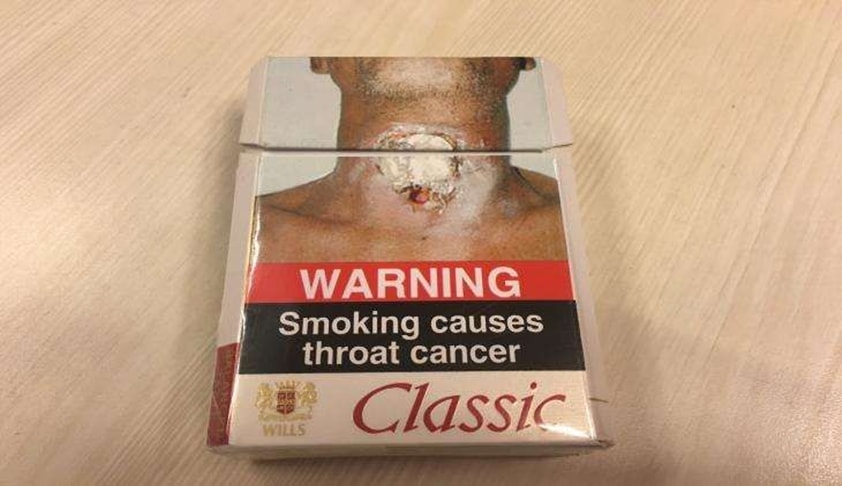 WARNING
Smoking causes
throat cancer
WILLS
Classic